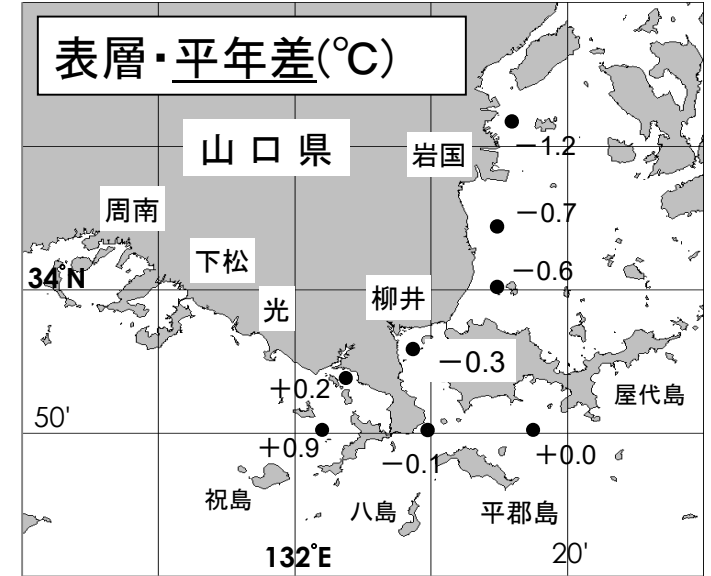 表層・平年差(℃)
山口県
岩国
－1.2
周南
－0.7
下松
－0.6
34°N
光
柳井
－0.3
＋0.2
屋代島
50'
＋0.9
－0.1
＋0.0
祝島
八島
平郡島
132°E
20'